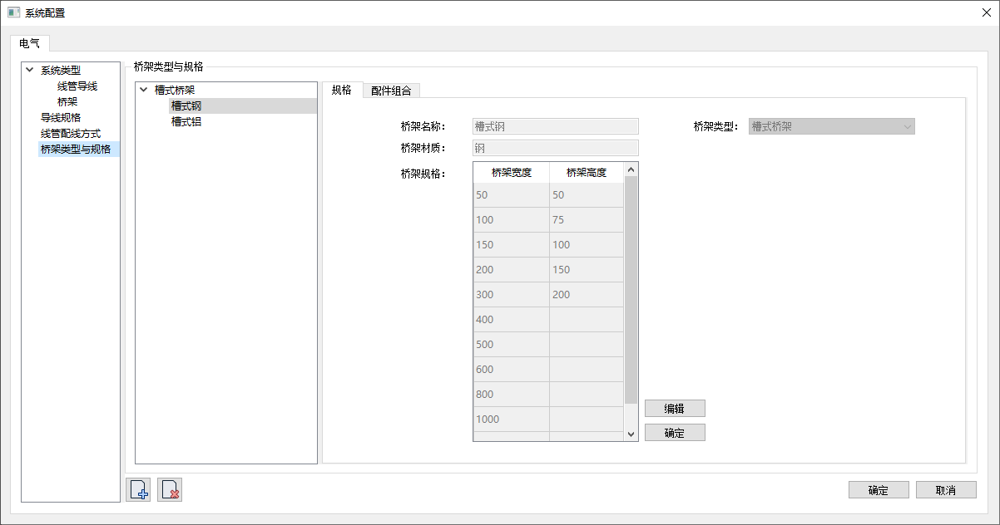 系统配置
电气
系统类型
线管导线
桥架
导线规格
线管配线方式
桥架类型与规格
桥架类型与规格
槽式桥架
槽式钢
槽式铝
规格 配件组合
桥架名称： 槽式钢 桥架类型： 槽式桥架
桥架材质： 钢
桥架规格： 桥架宽度 桥架高度
50 50
100 75
150 100
200 150
300 200
400
500
600
800
1000
编辑
确定
确定 取消